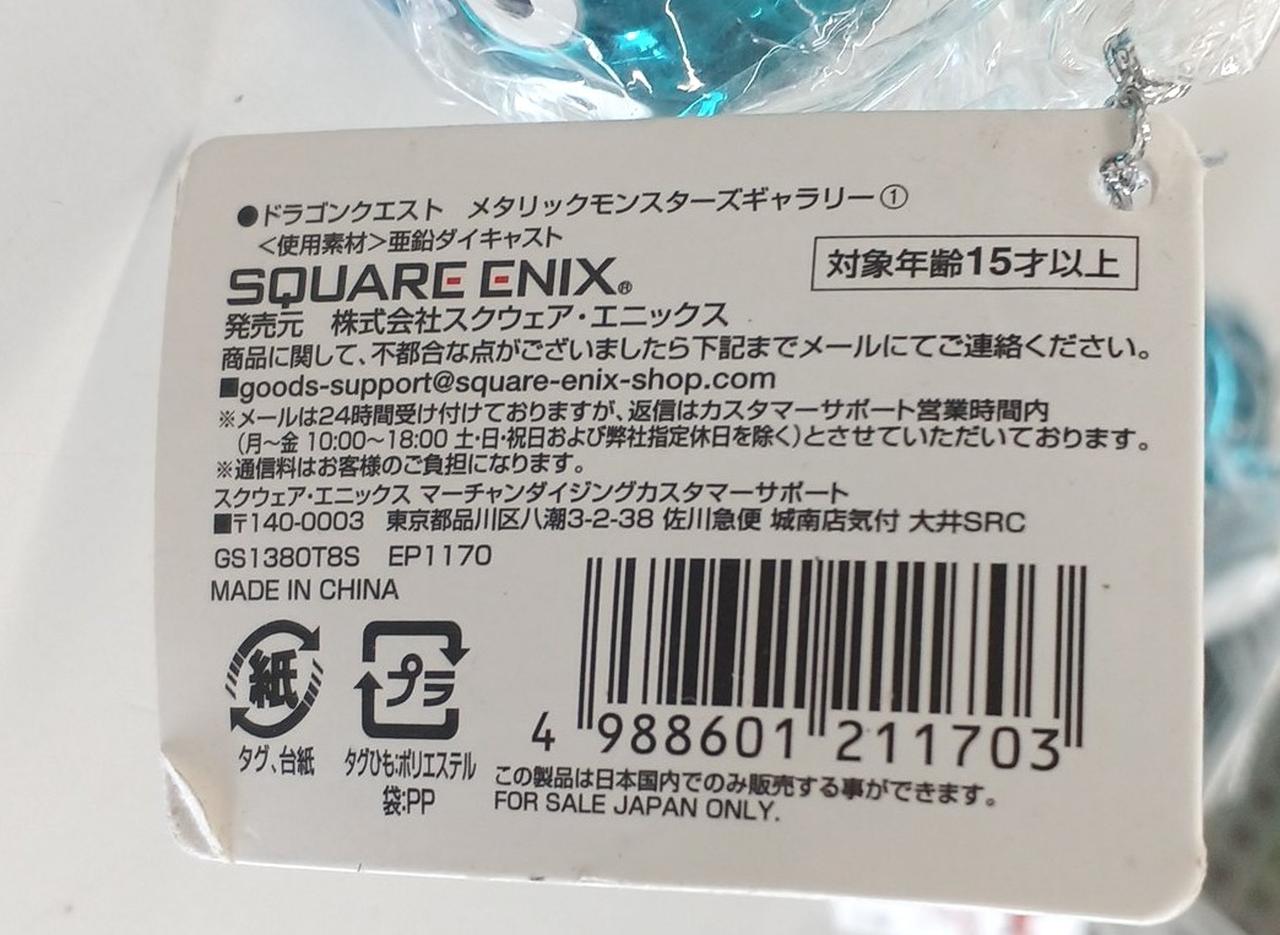 ●ドラゴンクエスト メタリックモンスターズギャラリー①
＜使用素材＞亜鉛ダイキャスト
対象年齢15才以上
SQUARE ENIX®
発売元 株式会社スクウェア・エニックス
商品に関して、不都合な点がございましたら下記までメールにてご連絡ください。
■goods-support@square-enix-shop.com
※メールは24時間受け付けておりますが、返信はカスタマーサポート営業時間内
（月～金 10:00～18:00 土・日・祝日および弊社指定休日を除く）とさせていただいております。
※通信料はお客様のご負担になります。
スクウェア・エニックス マーチャンダイジングカスタマーサポート
■〒140-0003 東京都品川区八潮3-2-38 佐川急便 城南店気付 大井SRC
GS1380T8S EP1170
MADE IN CHINA
紙
プラ
タグ、台紙
タグひも:ポリエステル
袋:PP
4 988601 211703
この製品は日本国内でのみ販売する事ができます。
FOR SALE JAPAN ONLY.